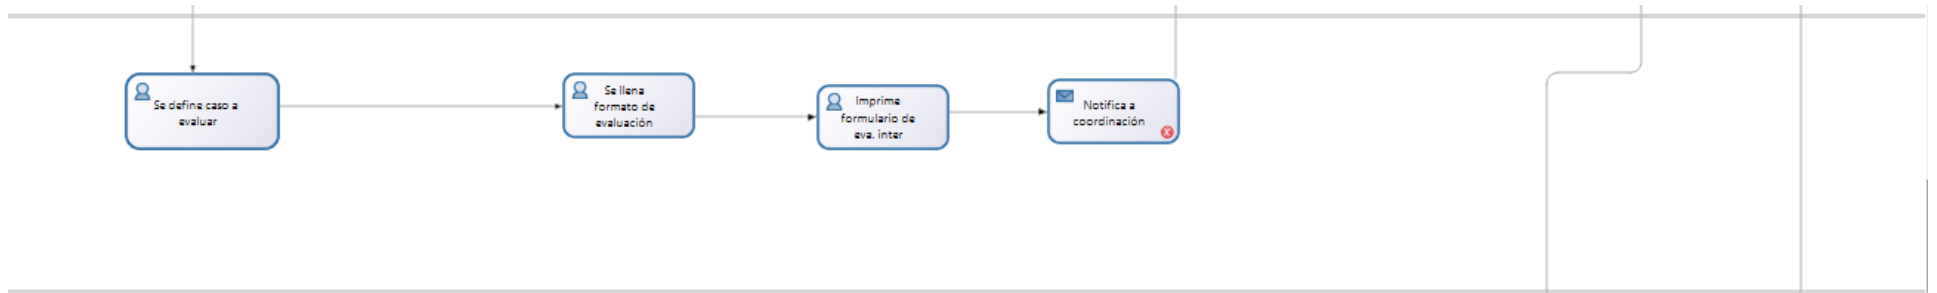 Se define caso a
evaluar
Se llena
formato de
evaluación
Imprime
formulario de
eva. inter
Notifica a
coordinación